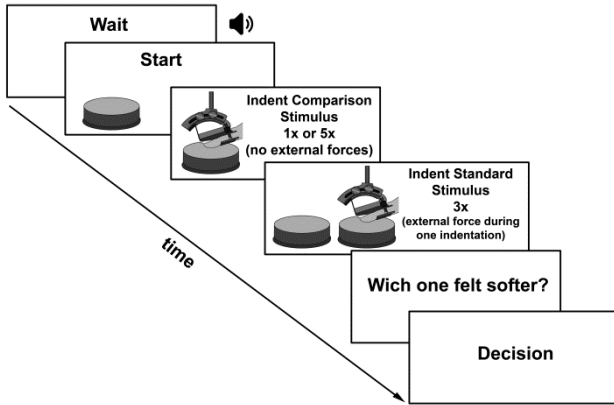 Wait
Start
Indent Comparison
Stimulus
1x or 5x
(no external forces)
Indent Standard
Stimulus
3x
(external force during
one indentation)
time
Wich one felt softer?
Decision